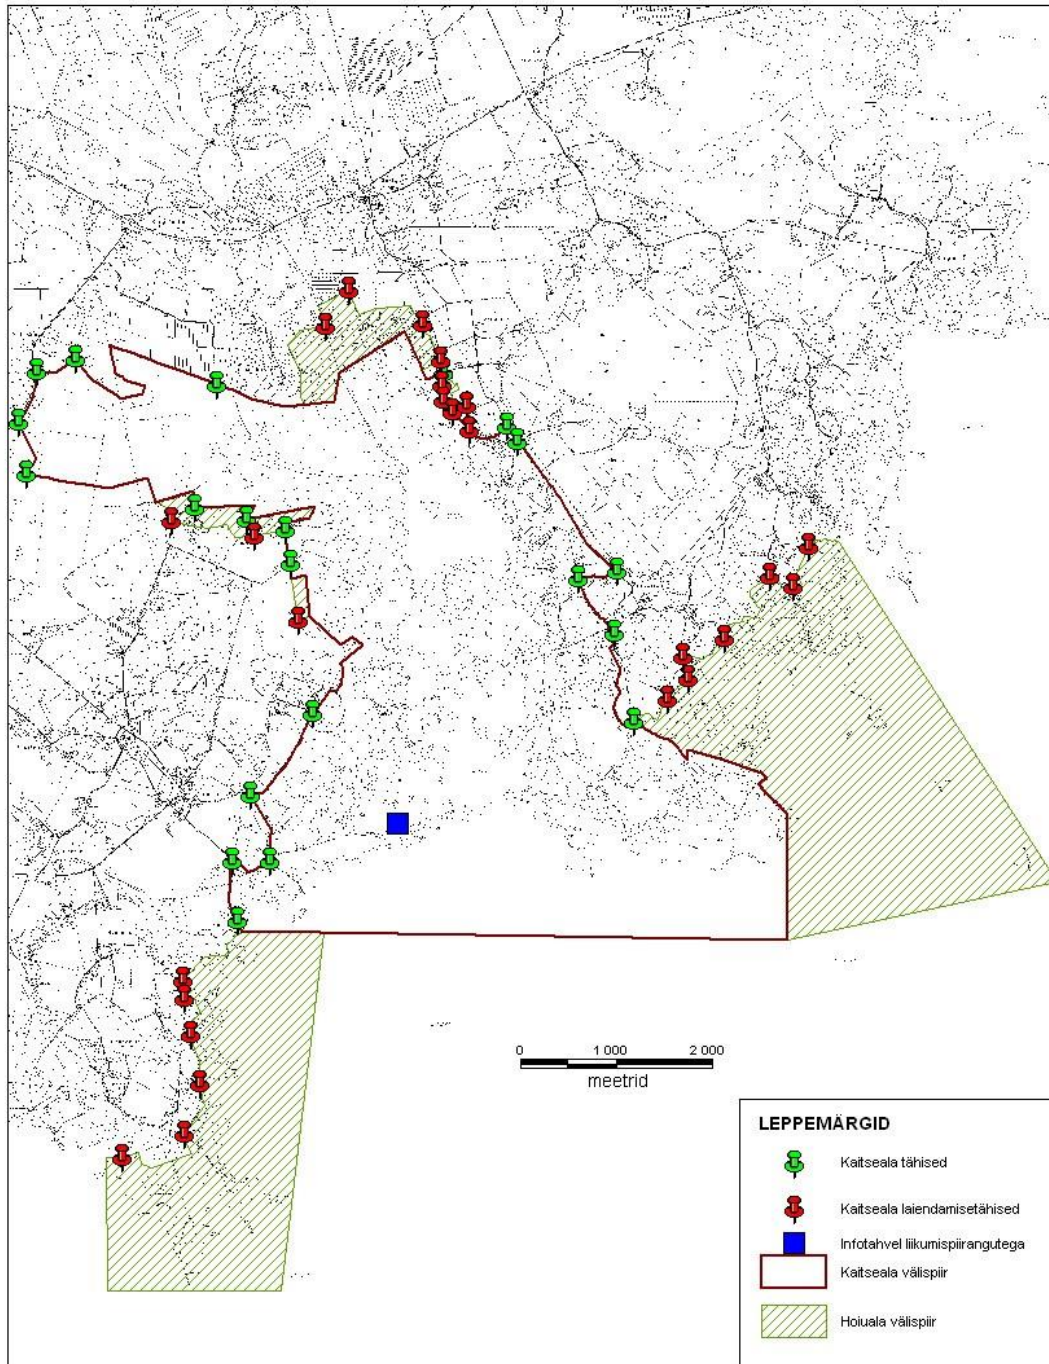 0 1 000 2 000
meetrid
LEPPEMÄRGID
Kaitseala tähised
Kaitseala laiendamisetähised
Infotahvel liikumispiirangutega
Kaitseala välispiir
Hoiuala välispiir